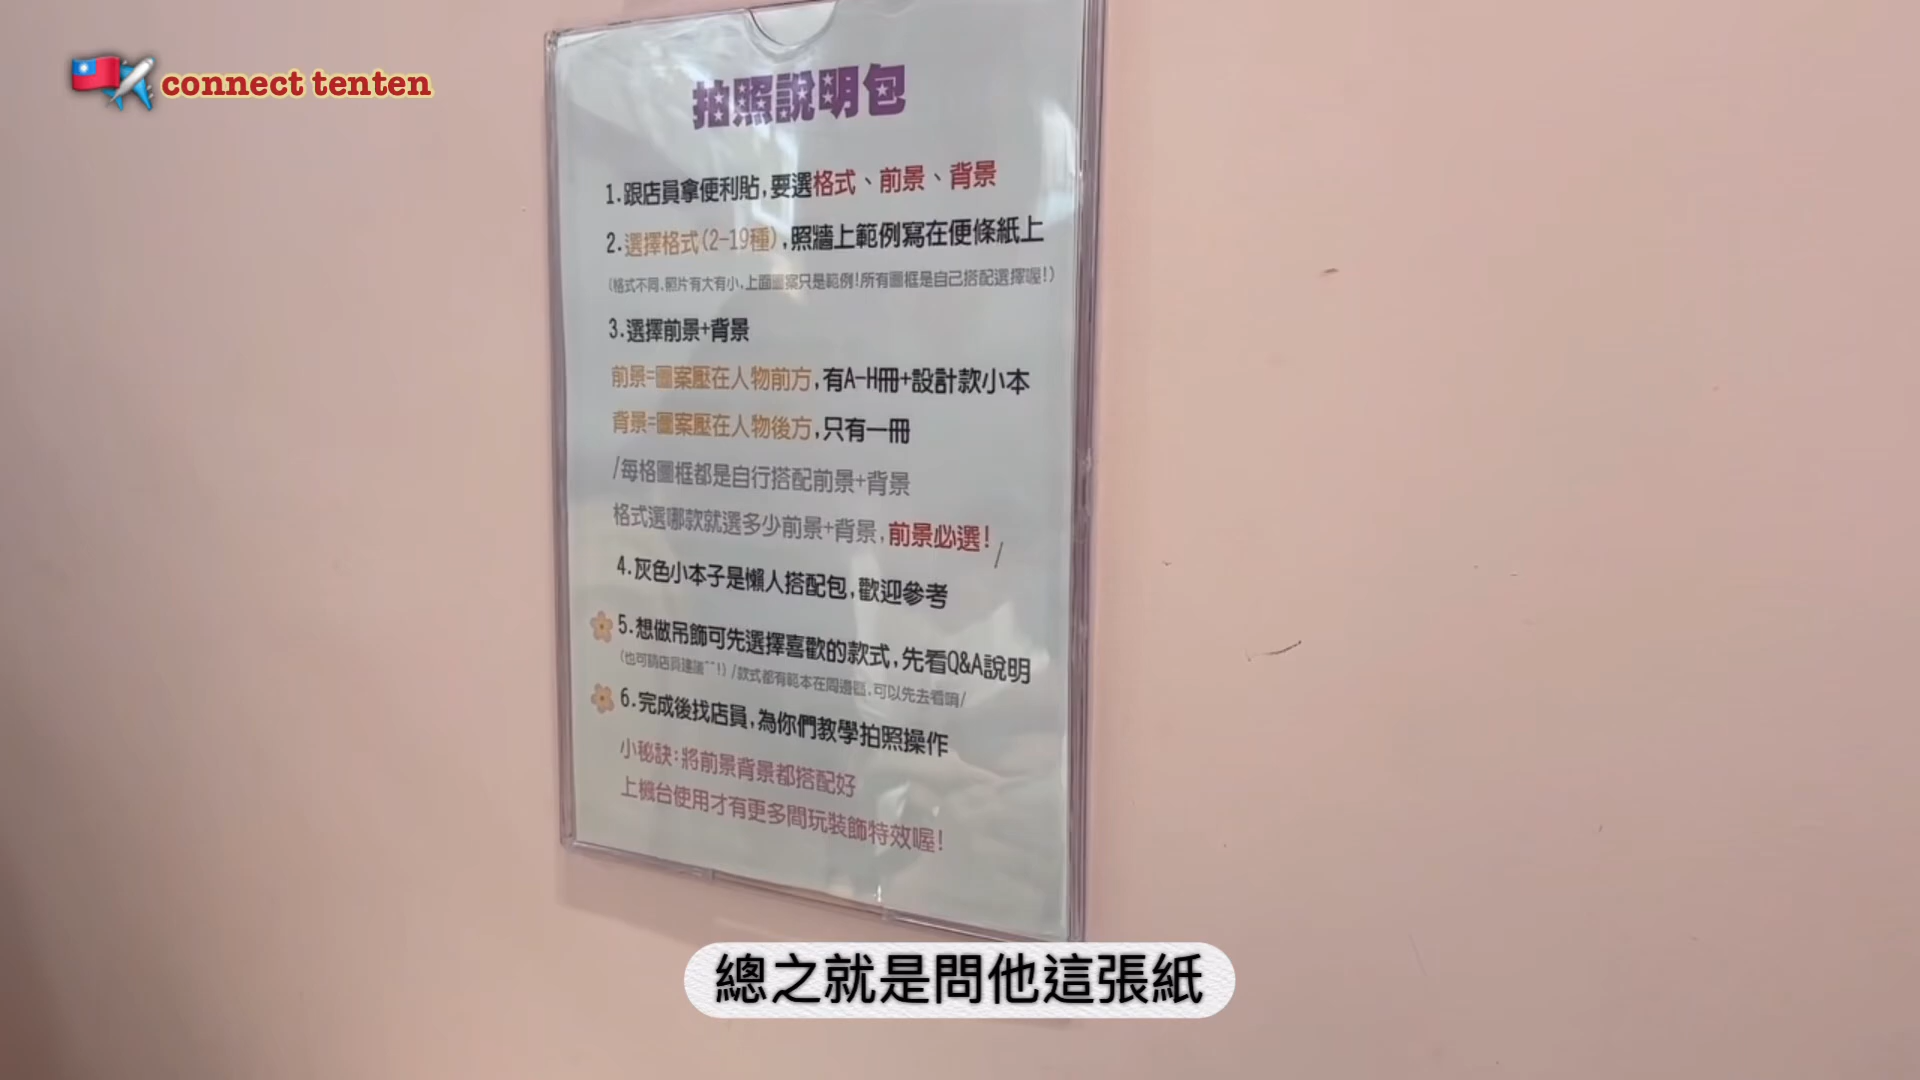 connect tenten
拍照說明包
1.跟店員拿便利貼,要選格式、前景、背景
2.選擇格式(2-19種),照牆上範例寫在便條紙上
(格式不同,照片有大有小,上面圖案只是範例!所有圖框是自己搭配選擇喔!)
3.選擇前景+背景
前景=圖案壓在人物前方,有A-H冊+設計款小本
背景=圖案壓在人物後方,只有一冊
/每格圖框都是自行搭配前景+背景
格式選哪款就選多少前景+背景,前景必選!/
4.灰色小本子是懶人搭配包,歡迎參考
5.想做吊飾可先選擇喜歡的款式,先看Q&A說明
(也可請店員建議^^!)/款式都有範本在周邊區,可以先去看唷/
6.完成後找店員,為你們教學拍照操作
小秘訣:將前景背景都搭配好
上機台使用才有更多間玩裝飾特效喔!
總之就是問他這張紙